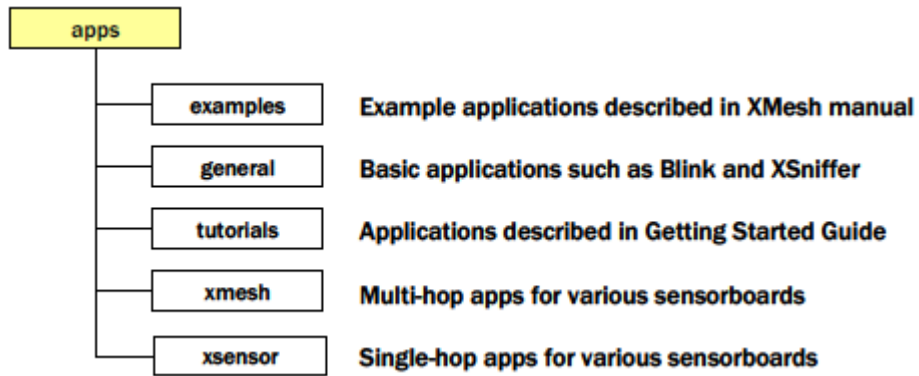 apps
examples Example applications described in XMesh manual
general Basic applications such as Blink and XSniffer
tutorials Applications described in Getting Started Guide
xmesh Multi-hop apps for various sensorboards
xsensor Single-hop apps for various sensorboards